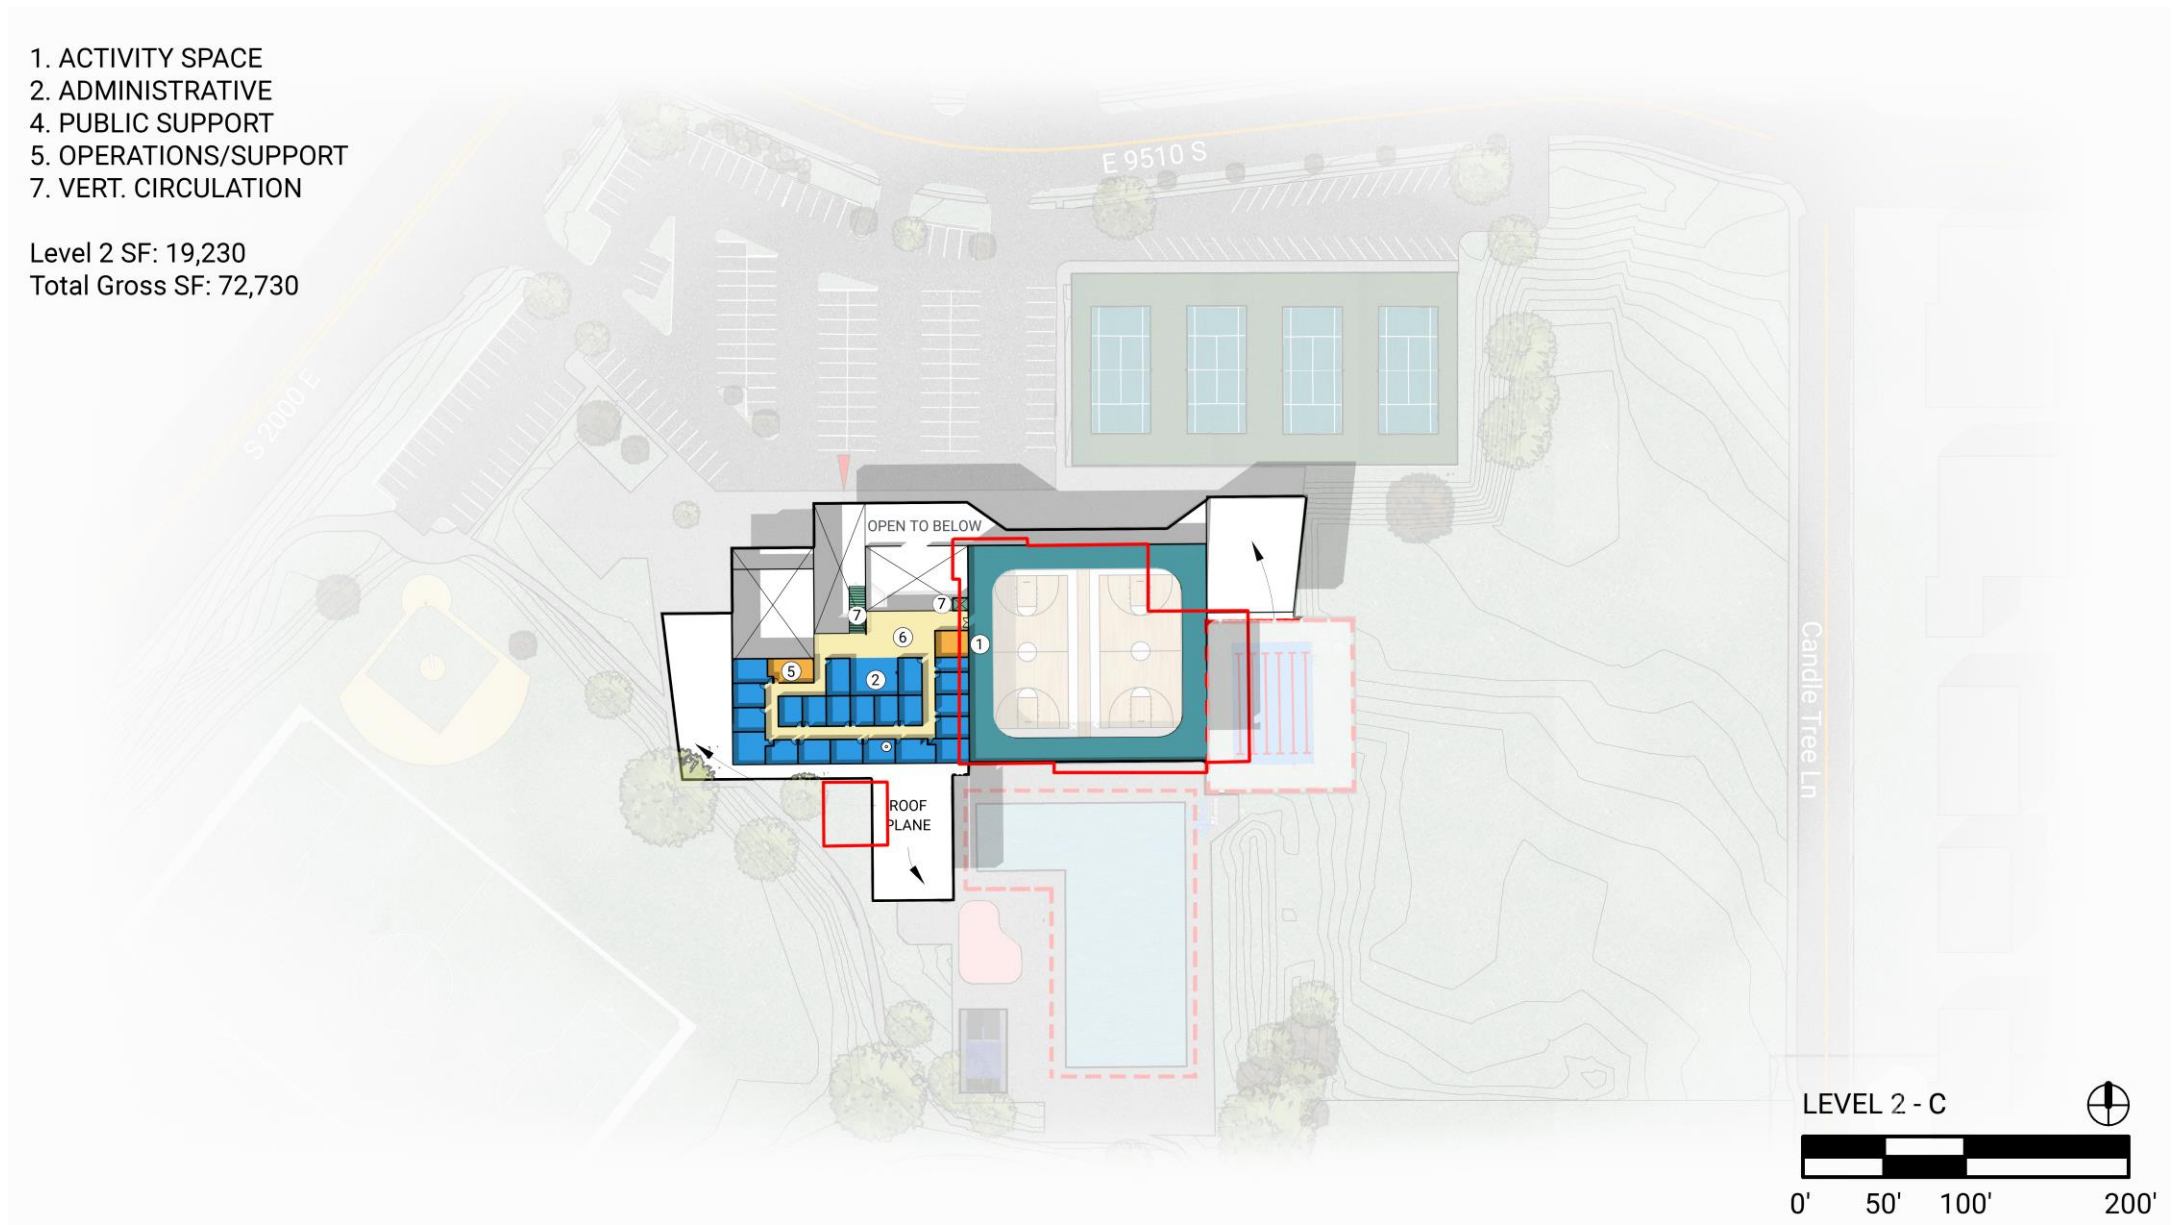 1. ACTIVITY SPACE
2. ADMINISTRATIVE
4. PUBLIC SUPPORT
5. OPERATIONS/SUPPORT
7. VERT. CIRCULATION
Level 2 SF: 19,230
Total Gross SF: 72,730
E 9510 S
S 2000 E
OPEN TO BELOW
7
7
6
1
5
2
ROOF
PLANE
Candle Tree Ln
LEVEL 2 - C
0' 50' 100' 200'